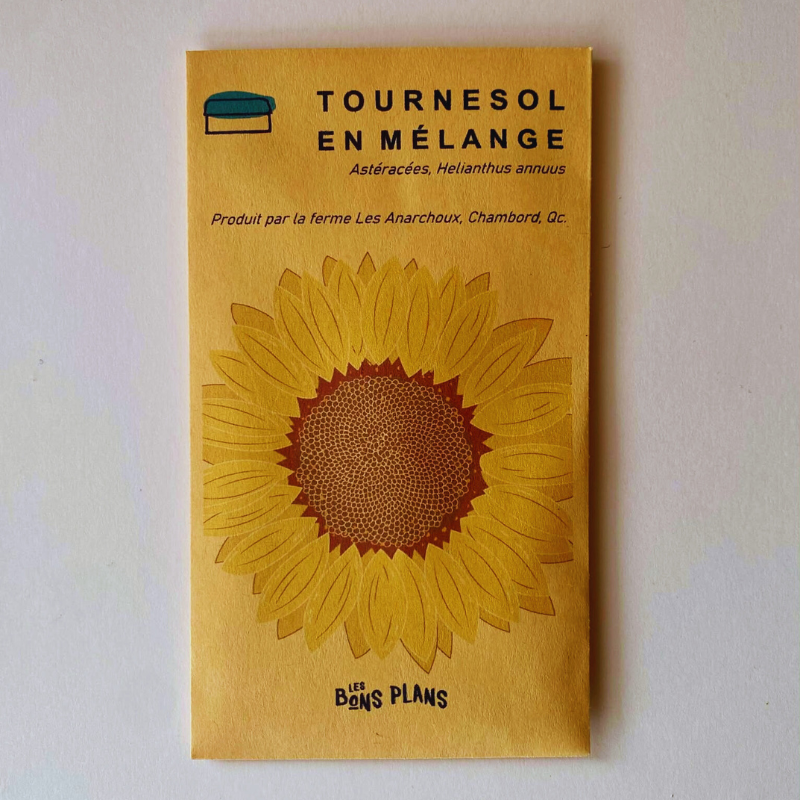 TOURNESOL
EN MÉLANGE
Astéracées, Helianthus annuus
Produit par la ferme Les Anarchoux, Chambord, Qc.
LES
BONS PLANS